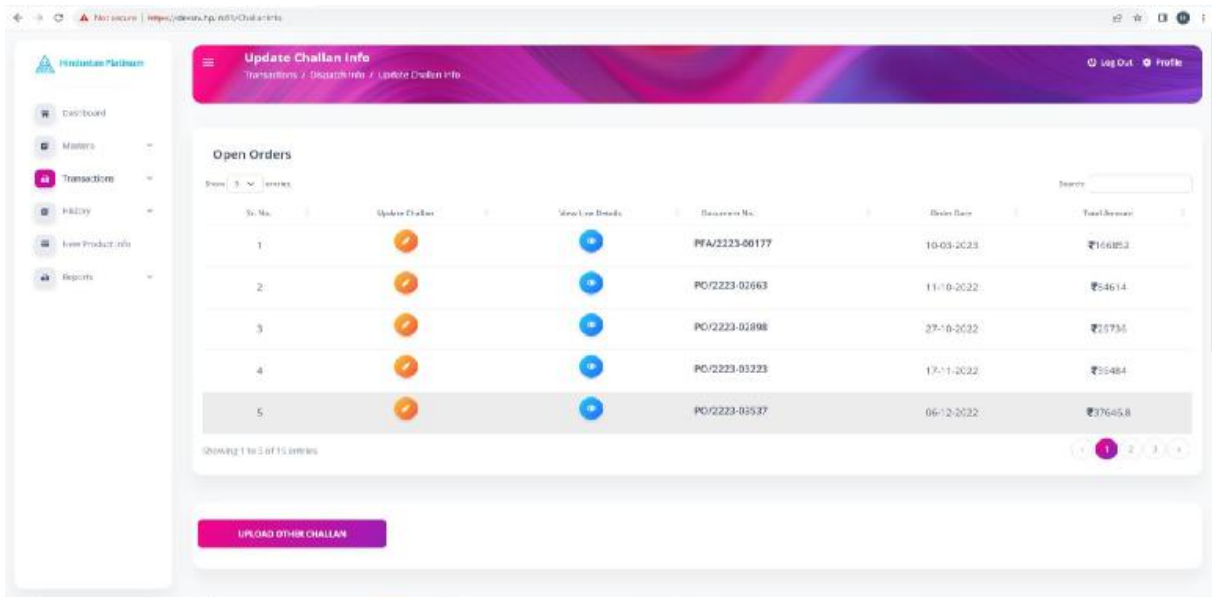 Not secure
Update Challan Info
Transactions / Dispatch Info / Update Challan Info
Log Out Profile
Hindustan Platinum
Dashboard
Masters
Transactions
History
New Product Info
Reports
Open Orders
Show 5 entries
Search:
Sr. No. Update Challan View Line Details Document No. Order Date Total Amount
1 PFA/2223-00177 10-03-2023
2 PO/2223-02663 11-10-2022 ₹54614
3 PO/2223-02898 27-10-2022 ₹25736
4 PO/2223-03223 17-11-2022
5 PO/2223-03537 06-12-2022 ₹37645.8
Showing 1 to 5 of 15 entries
‹ 1 2 3 ›
UPLOAD OTHER CHALLAN